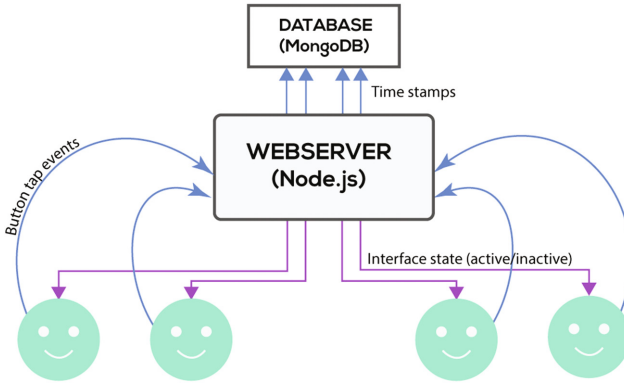 DATABASE
(MongoDB)
Time stamps
WEBSERVER
(Node.js)
Button tap events
Interface state (active/inactive)